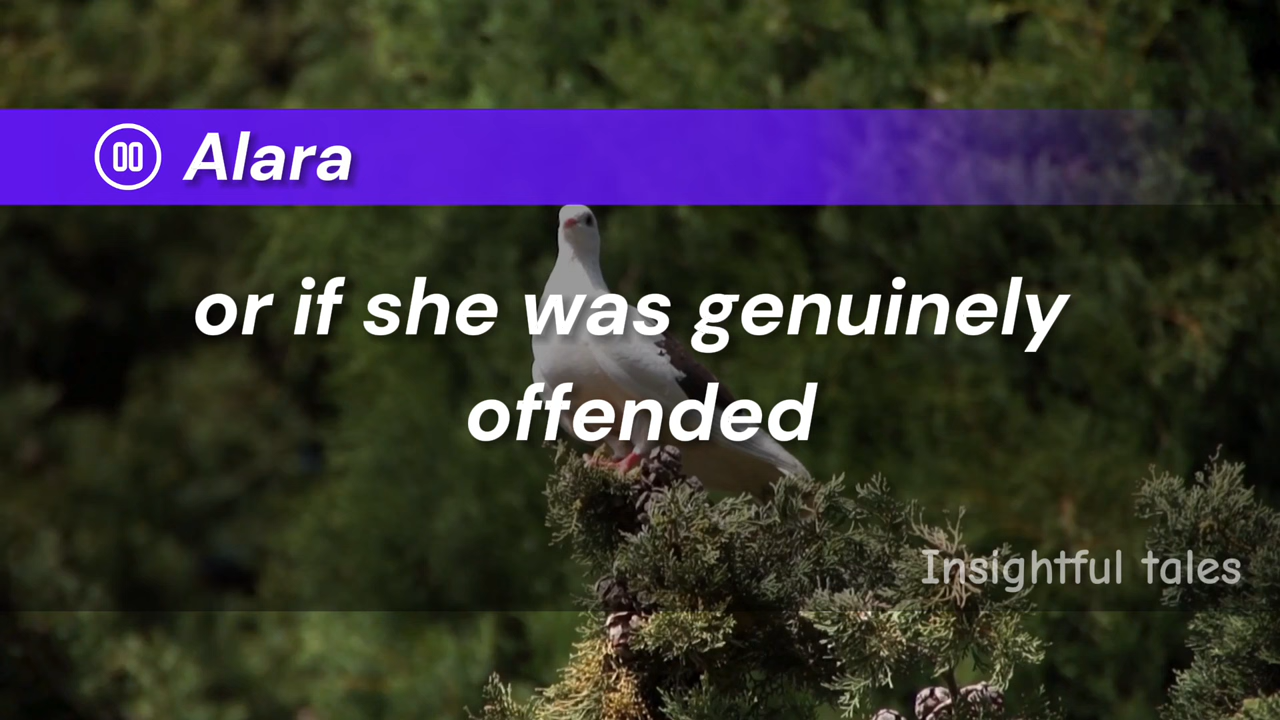 Alara
or if she was genuinely
offended
Insightful tales